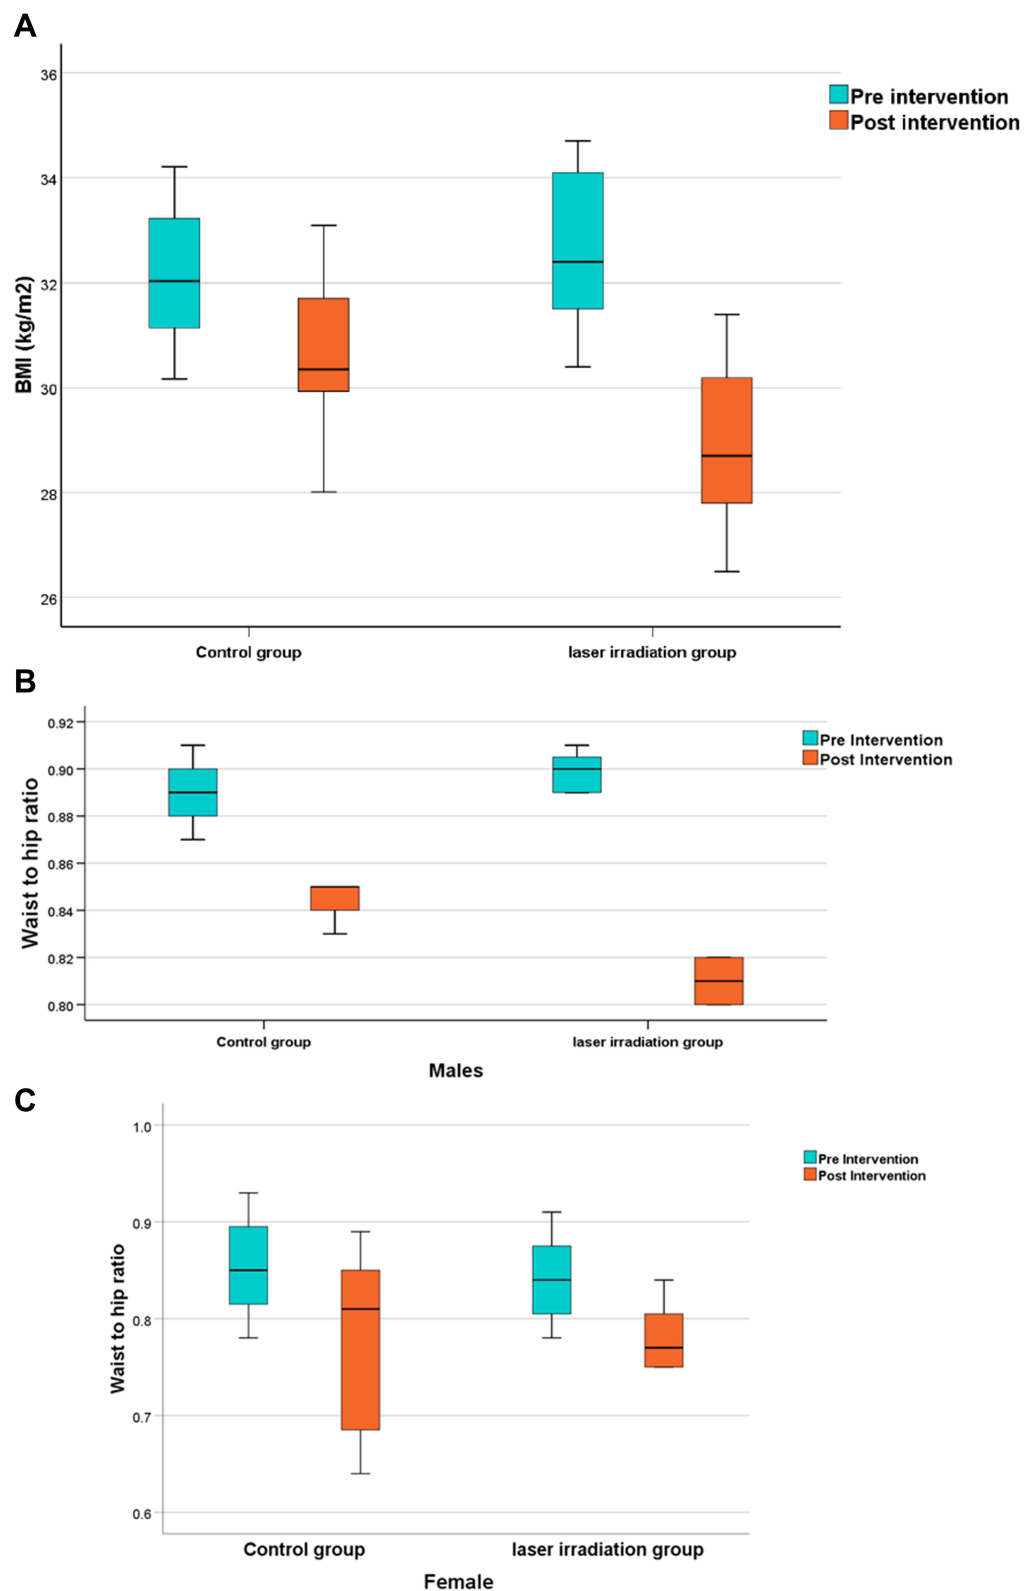 A
36
34
32
30
28
26
BMI (kg/m2)
Pre intervention
Post intervention
Control group
laser irradiation group
B
0.92
0.90
0.88
0.86
0.84
0.82
0.80
Waist to hip ratio
Pre Intervention
Post Intervention
Control group
laser irradiation group
Males
C
1.0
0.9
0.8
0.7
0.6
Waist to hip ratio
Pre Intervention
Post Intervention
Control group
laser irradiation group
Female